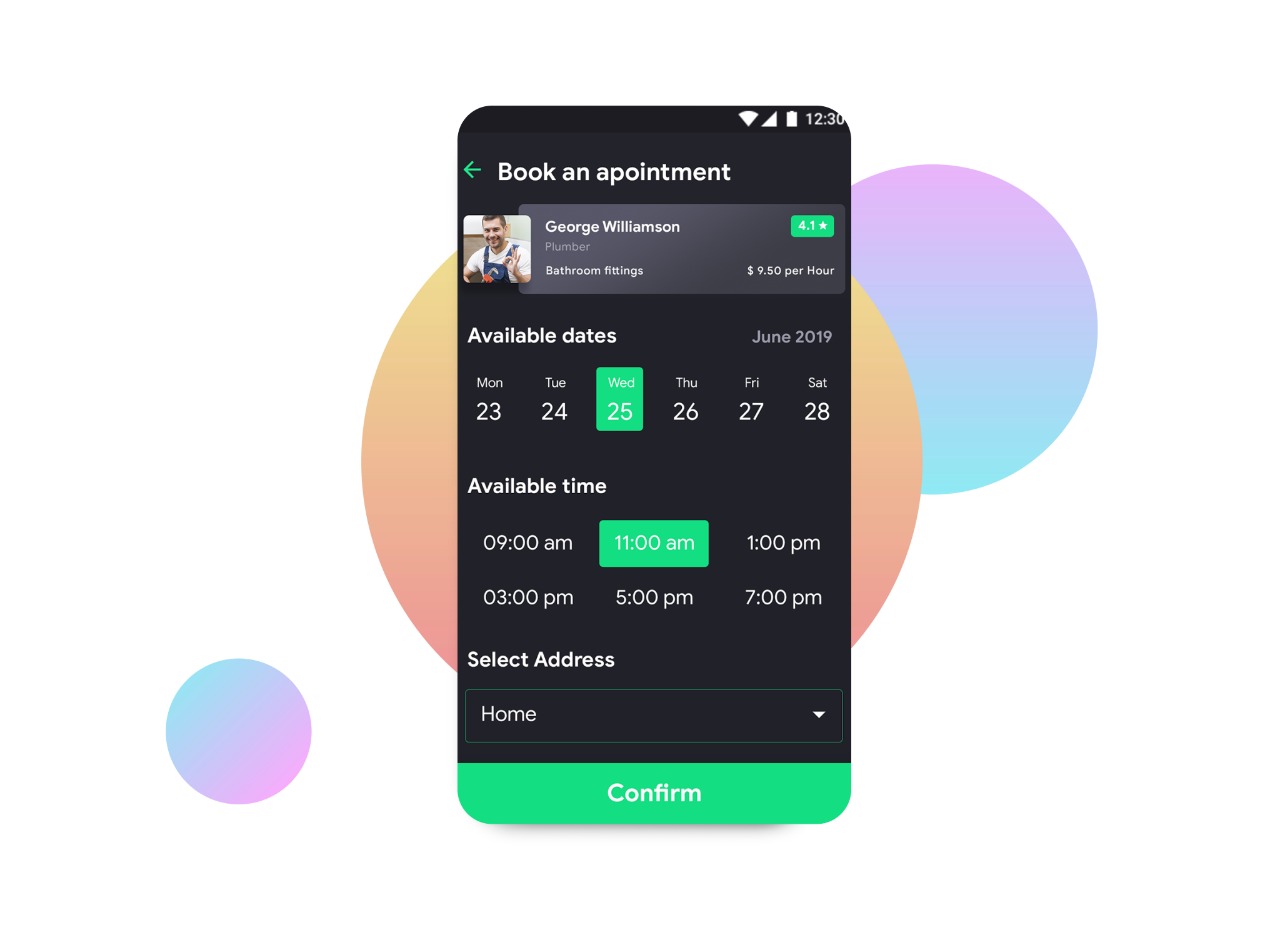 12:30
Book an apointment
George Williamson 4.1 ★
Plumber
Bathroom fittings $ 9.50 per Hour
Available dates June 2019
Mon Tue Wed Thu Fri Sat
23 24 25 26 27 28
Available time
09:00 am 11:00 am 1:00 pm
03:00 pm 5:00 pm 7:00 pm
Select Address
Home
Confirm